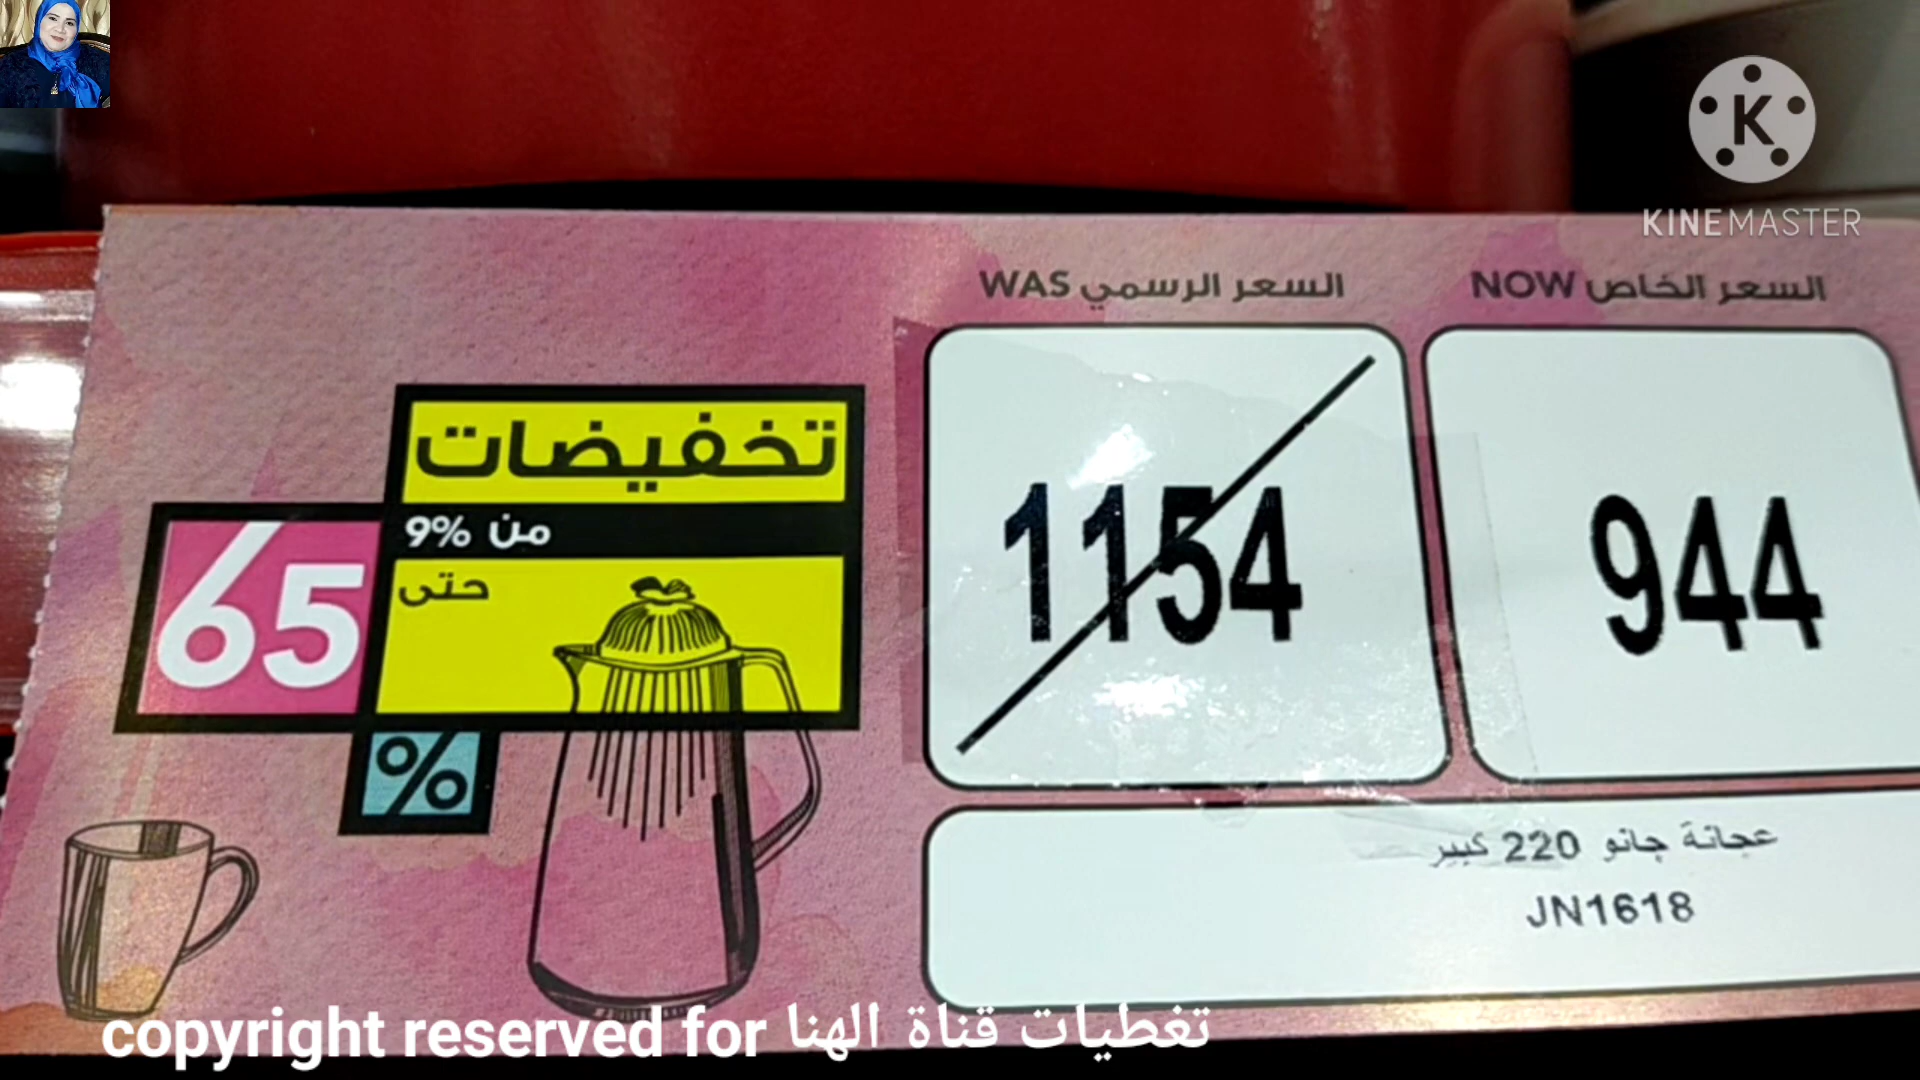 KINEMASTER
السعر الرسمي WAS
السعر الخاص NOW
تخفيضات
من 9%
حتى
65
%
1154
944
عجانة جانو 220 كبير
JN1618
copyright reserved for تغطيات قناة الهنا